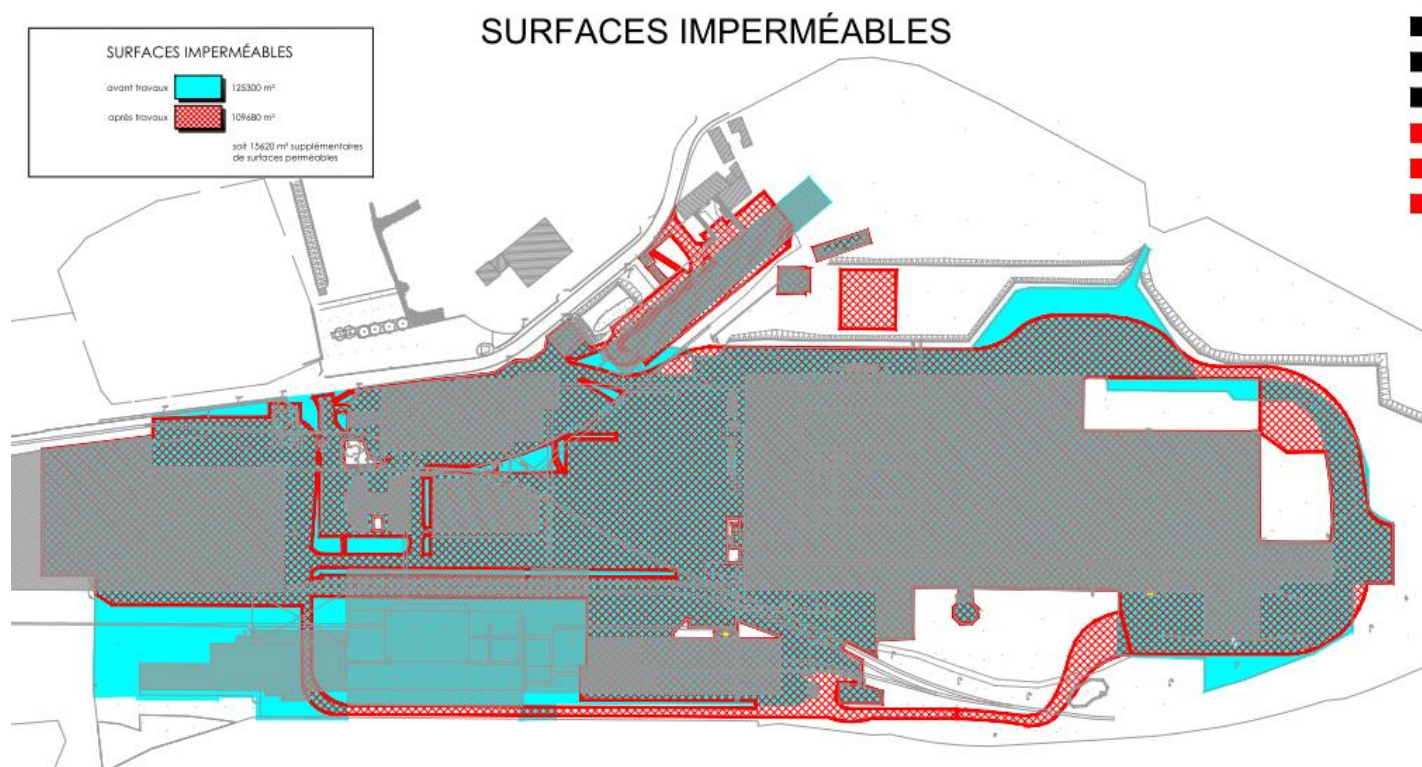 SURFACES IMPERMÉABLES
SURFACES IMPERMÉABLES
avant travaux 125300 m²
après travaux 109680 m²
soit 15620 m² supplémentaires
de surfaces perméables